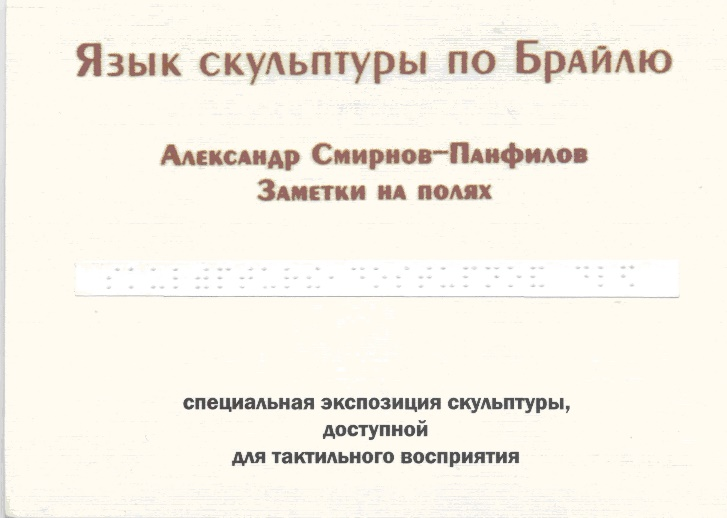 Язык скульптуры по Брайлю
Александр Смирнов-Панфилов
Заметки на полях
специальная экспозиция скульптуры,
доступной
для тактильного восприятия